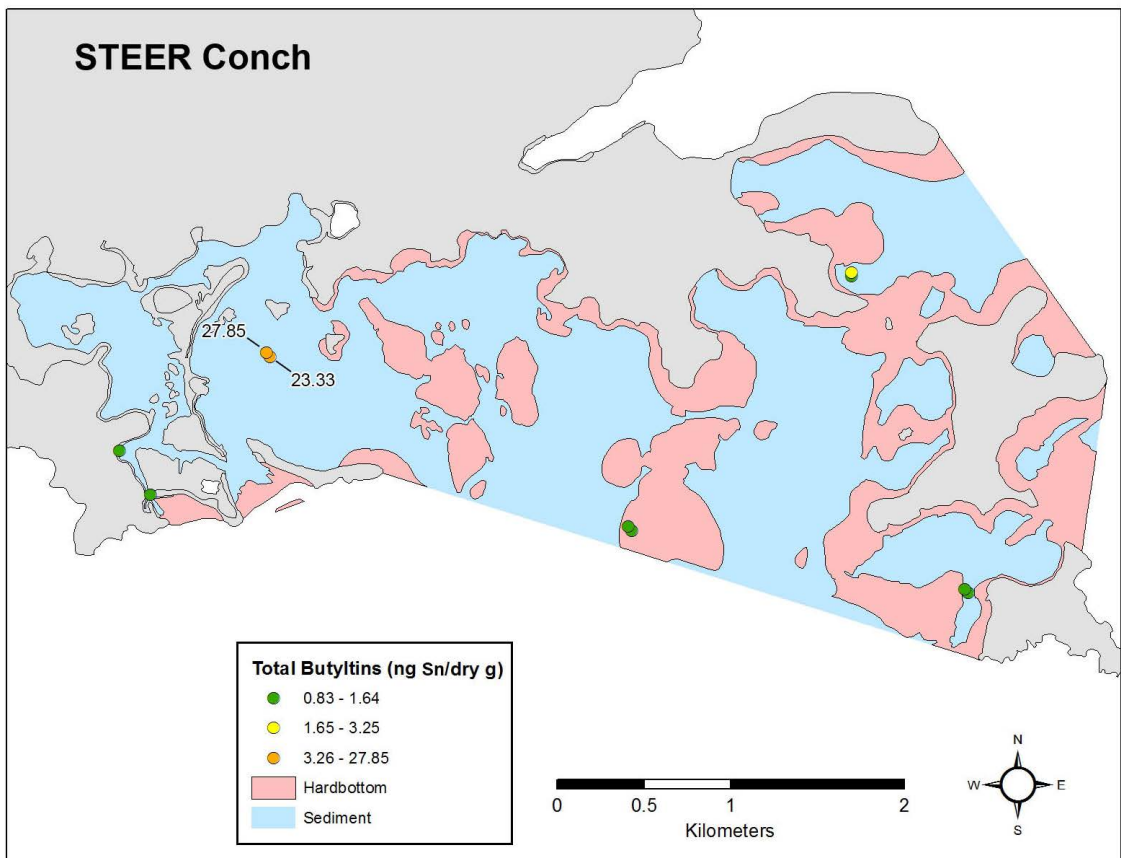 STEER Conch
27.85
23.33
Total Butyltins (ng Sn/dry g)
0.83 - 1.64
1.65 - 3.25
3.26 - 27.85
Hardbottom
Sediment
0 0.5 1 2
Kilometers
N
W E
S